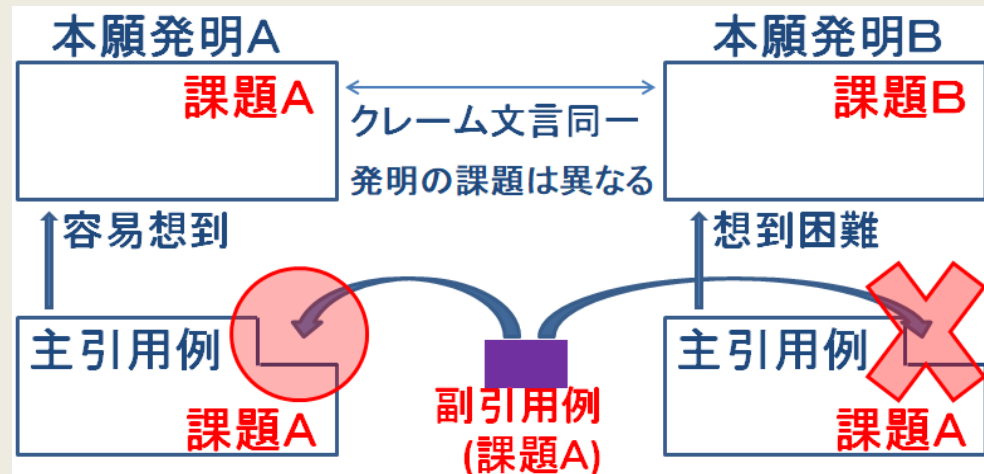 本願発明A
本願発明B
課題A
課題B
クレーム文言同一
発明の課題は異なる
容易想到
想到困難
主引用例
課題A
主引用例
課題A
副引用例
(課題A)